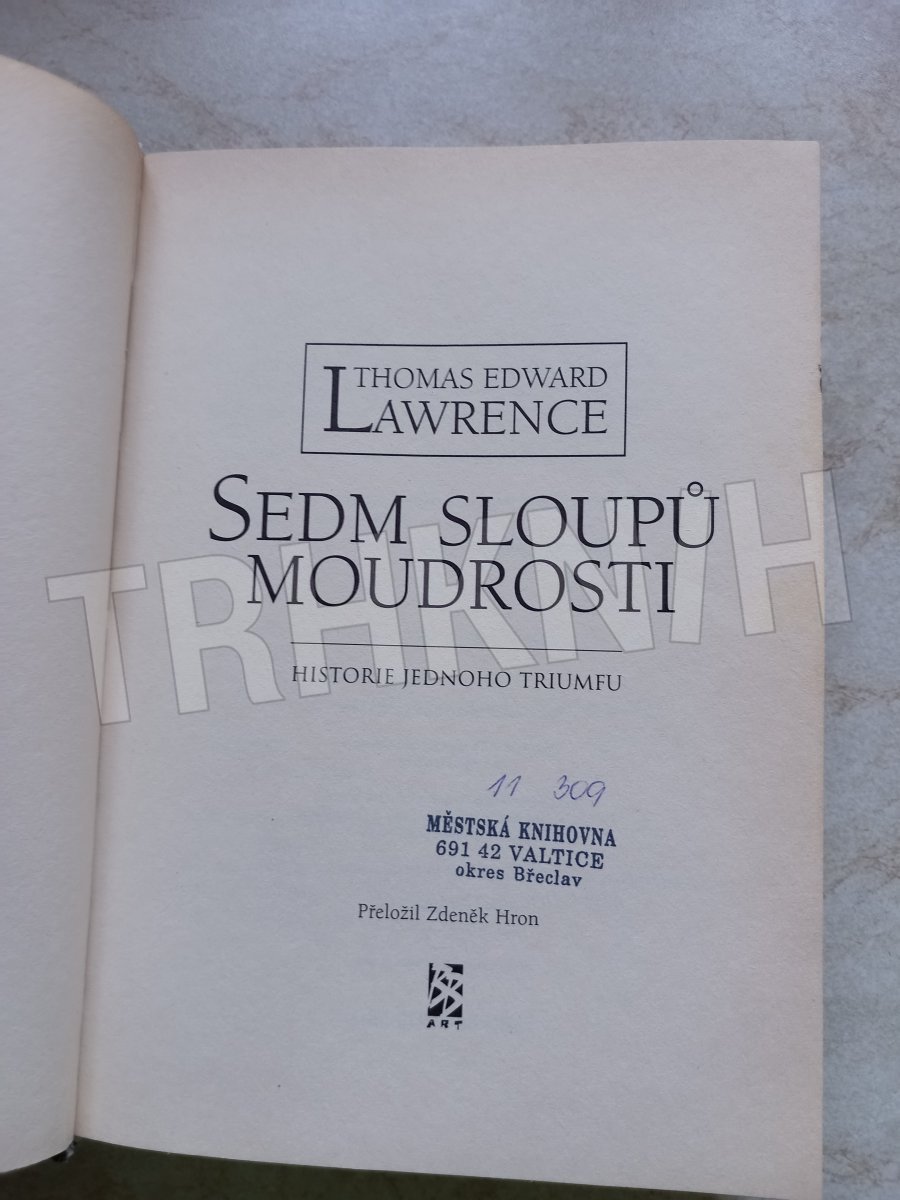 THOMAS EDWARD
LAWRENCE
SEDM SLOUPŮ
MOUDROSTI
TRHKNIH
HISTORIE JEDNOHO TRIUMFU
11 309
MĚSTSKÁ KNIHOVNA
691 42 VALTICE
okres Břeclav
Přeložil Zdeněk Hron
BB
ART